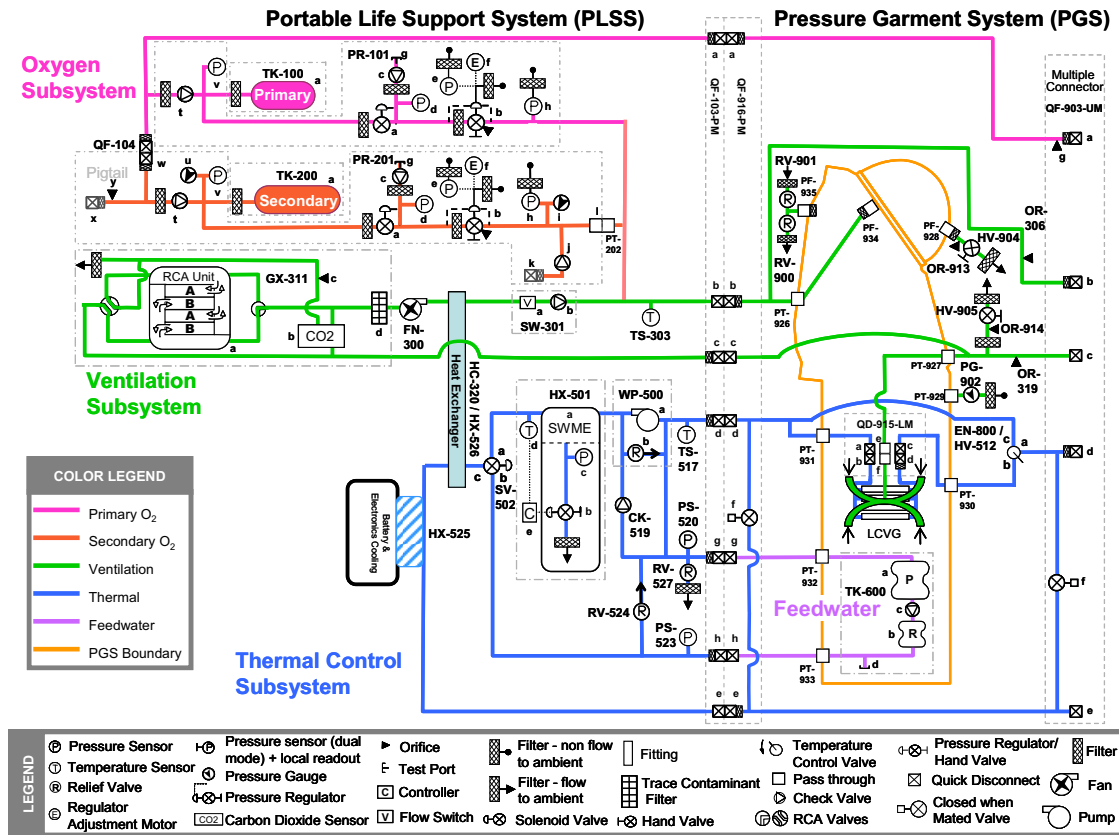 Portable Life Support System (PLSS)
Pressure Garment System (PGS)
Oxygen
Subsystem
PR-101
g
c
d
a
E
f
P
e
P
h
b
TK-100
a
Primary
P
v
t
QF-104
w
Pigtail
y
x
u
P
v
t
TK-200
a
Secondary
PR-201
g
c
P
d
a
E
f
P
e
b
P
h
i
j
k
l
PT-
202
QF-103-PM
QF-916-PM
a
a
Multiple
Connector
QF-903-UM
a
g
RV-901
R
R
RV-900
PF-
935
PF-
934
PF-
928
HV-904
OR-913
OR-
306
b
HV-905
OR-914
c
OR-
319
PT-
926
PT-927
PG-
902
PT-929
RCA Unit
A
B
A
B
a
GX-311
c
b
CO2
d
FN-
300
V
a
b
SW-301
T
TS-303
b
b
c
c
Ventilation
Subsystem
HC-320 / HX-526
Heat Exchanger
HX-501
a
SWME
T
d
P
c
b
C
e
a
b
c
SV-
502
WP-500
a
R
b
T
TS-
517
d
d
CK-
519
PS-
520
P
R
RV-
527
RV-524
R
PS-
523
P
g
g
h
h
e
e
f
QD-915-LM
a
b
e
f
c
d
LCVG
EN-800 /
HV-512
c
a
b
d
PT-
931
PT-
930
PT-
932
PT-
933
f
TK-600
a
P
c
b
R
d
Feedwater
e
HX-525
Battery &
Electronics Cooling
Thermal Control
Subsystem
COLOR LEGEND
Primary O2
Secondary O2
Ventilation
Thermal
Feedwater
PGS Boundary
LEGEND
P Pressure Sensor
T Temperature Sensor
R Relief Valve
E Regulator
Adjustment Motor
P Pressure sensor (dual
mode) + local readout
Pressure Gauge
Pressure Regulator
CO2 Carbon Dioxide Sensor
Orifice
Test Port
C Controller
V Flow Switch
Filter - non flow
to ambient
Filter - flow
to ambient
Solenoid Valve
Fitting
Trace Contaminant
Filter
Hand Valve
Temperature
Control Valve
Pass through
Check Valve
RCA Valves
Pressure Regulator/
Hand Valve
Quick Disconnect
Closed when
Mated Valve
Filter
Fan
Pump